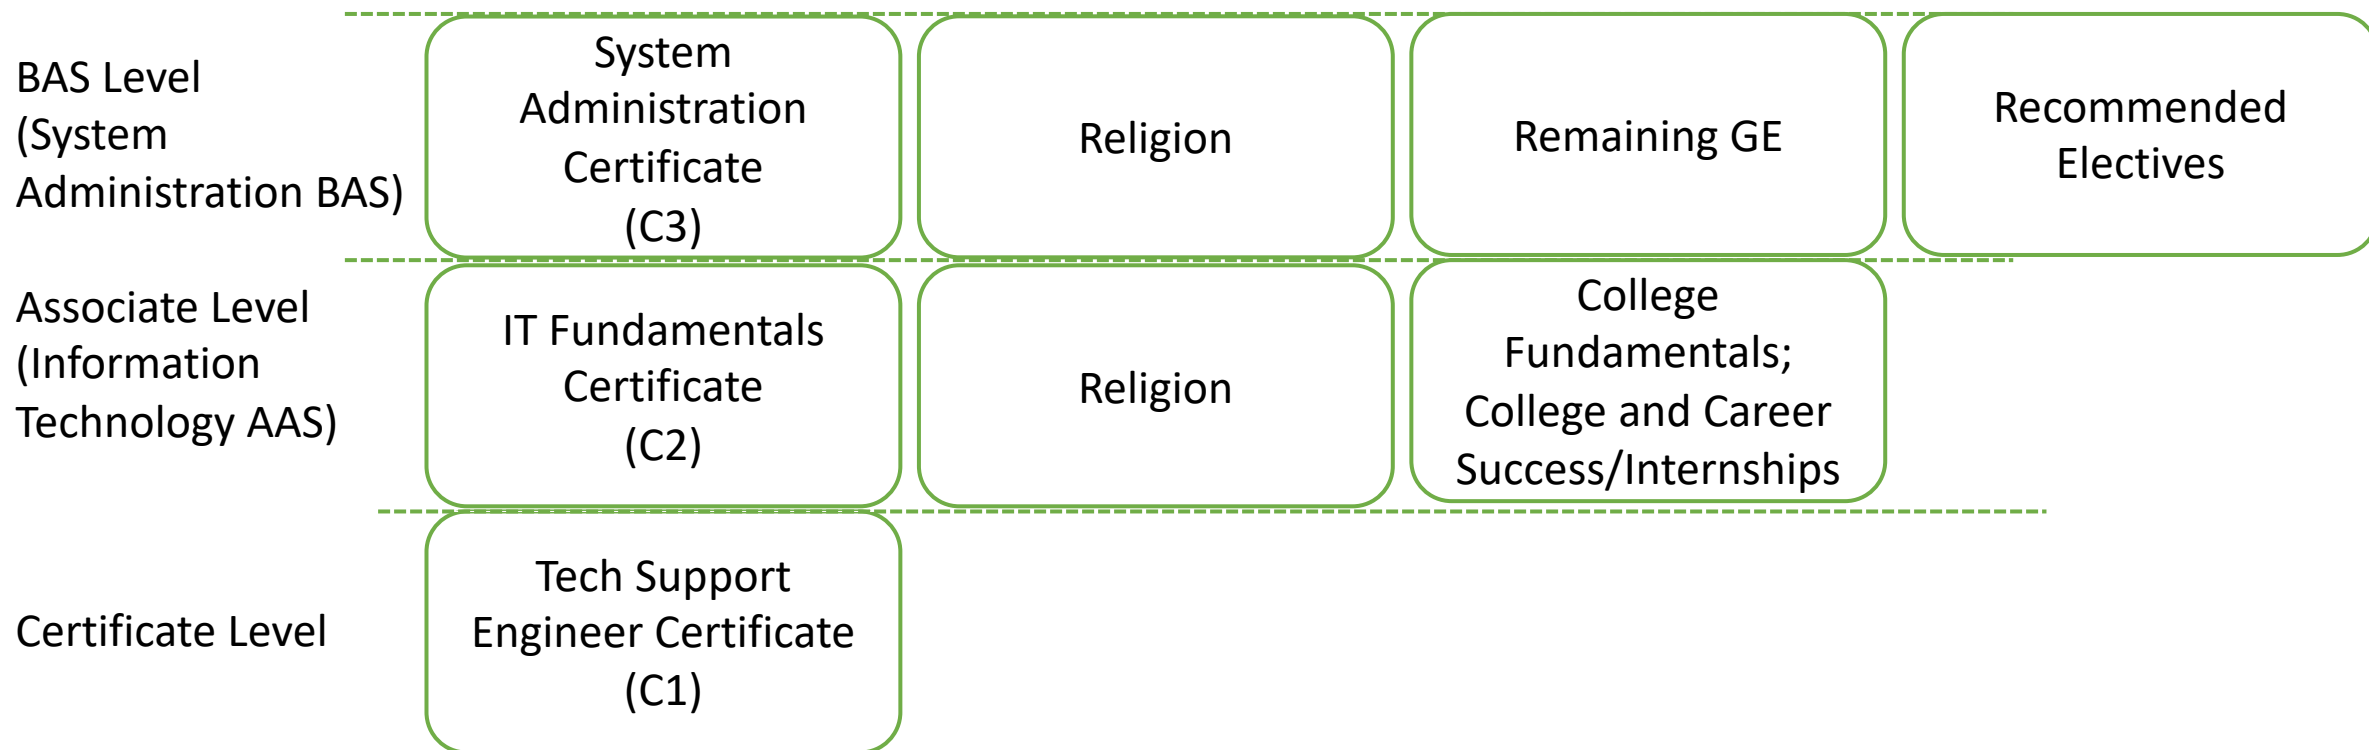 BAS Level
(System
Administration BAS)
System
Administration
Certificate
(C3)
Religion
Remaining GE
Recommended
Electives
Associate Level
(Information
Technology AAS)
IT Fundamentals
Certificate
(C2)
Religion
College
Fundamentals;
College and Career
Success/Internships
Certificate Level
Tech Support
Engineer Certificate
(C1)